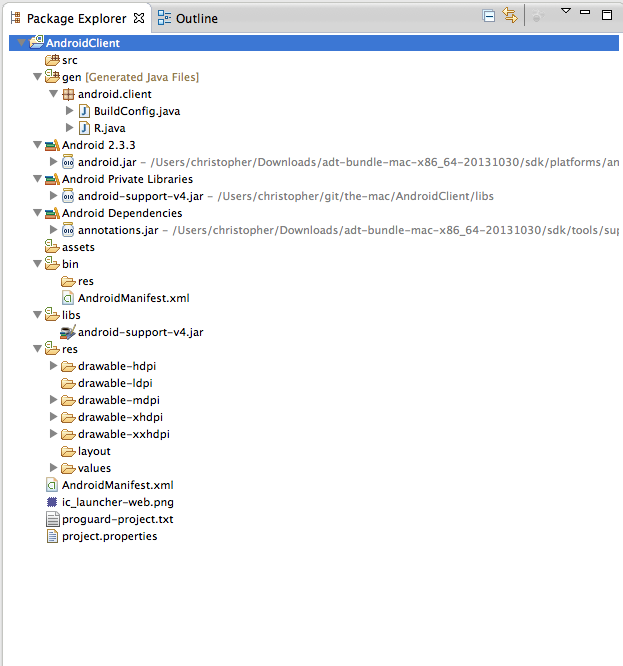 Package Explorer Outline
AndroidClient
src
gen [Generated Java Files]
android.client
BuildConfig.java
R.java
Android 2.3.3
android.jar – /Users/christopher/Downloads/adt-bundle-mac-x86_64-20131030/sdk/platforms/an
Android Private Libraries
android-support-v4.jar – /Users/christopher/git/the-mac/AndroidClient/libs
Android Dependencies
annotations.jar – /Users/christopher/Downloads/adt-bundle-mac-x86_64-20131030/sdk/tools/sup
assets
bin
res
AndroidManifest.xml
libs
android-support-v4.jar
res
drawable-hdpi
drawable-ldpi
drawable-mdpi
drawable-xhdpi
drawable-xxhdpi
layout
values
AndroidManifest.xml
ic_launcher-web.png
proguard-project.txt
project.properties